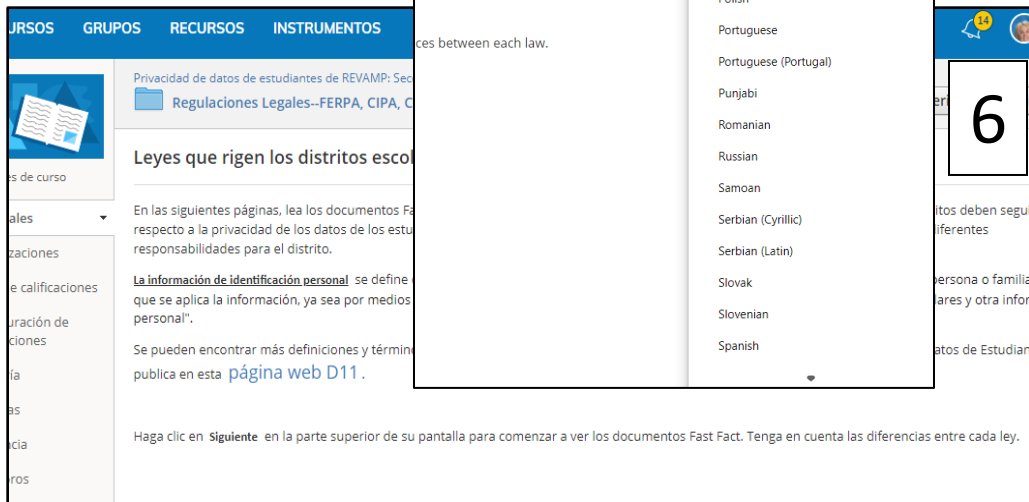 URSOS GRUPOS RECURSOS INSTRUMENTOS
14
Privacidad de datos de estudiantes de REVAMP: Sec
Regulaciones Legales--FERPA, CIPA, C
6
Leyes que rigen los distritos escol
es de curso
ales
zaciones
e calificaciones
uración de
ciones
ía
as
ncia
ros
En las siguientes páginas, lea los documentos Fa
respecto a la privacidad de los datos de los estu
responsabilidades para el distrito.
itos deben segui
iferentes
La información de identificación personal se define
que se aplica la información, ya sea por medios
personal".
persona o familia
lares y otra infor
Se pueden encontrar más definiciones y término
publica en esta página web D11 .
atos de Estudian
Haga clic en Siguiente en la parte superior de su pantalla para comenzar a ver los documentos Fast Fact. Tenga en cuenta las diferencias entre cada ley.
ces between each law.
Polish
Portuguese
Portuguese (Portugal)
Punjabi
Romanian
Russian
Samoan
Serbian (Cyrillic)
Serbian (Latin)
Slovak
Slovenian
Spanish